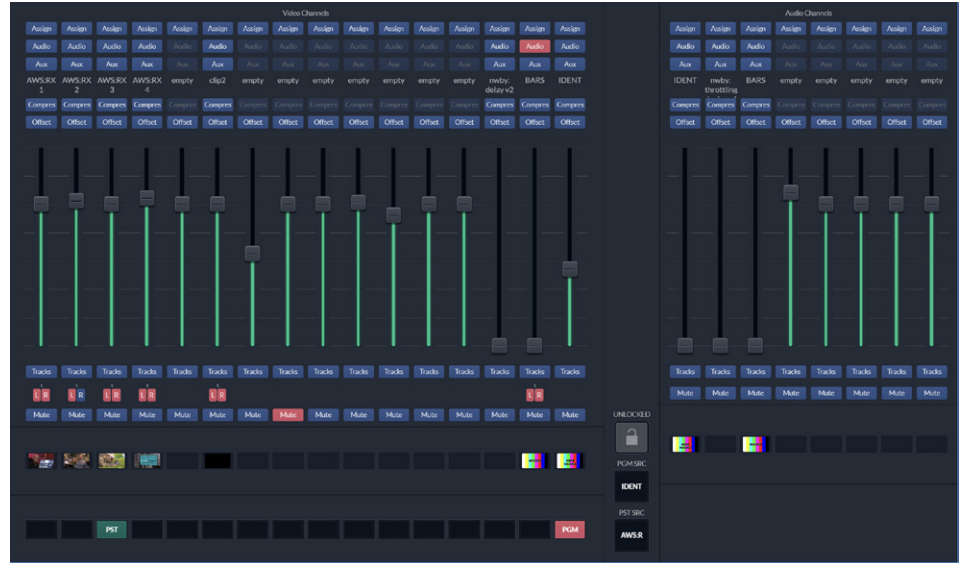 Video Channels
Audio Channels
Assign Assign Assign Assign Assign Assign Assign Assign Assign Assign Assign Assign Assign Assign Assign Assign
Assign Assign Assign Assign Assign Assign Assign Assign
Audio Audio Audio Audio Audio Audio Audio Audio Audio Audio Audio Audio Audio Audio Audio Audio
Audio Audio Audio Audio Audio Audio Audio Audio
Aux Aux Aux Aux Aux Aux Aux Aux Aux Aux Aux Aux Aux Aux Aux Aux
Aux Aux Aux Aux Aux Aux Aux Aux
AWS:RX AWS:RX AWS:RX AWS:RX empty clip2 empty empty empty empty empty empty empty nwby: BARS IDENT
1 2 3 4 delay v2
IDENT nwby: BARS empty empty empty empty empty
throttling
Compres Compres Compres Compres Compres Compres Compres Compres Compres Compres Compres Compres Compres Compres Compres Compres
Compres Compres Compres Compres Compres Compres Compres Compres
Offset Offset Offset Offset Offset Offset Offset Offset Offset Offset Offset Offset Offset Offset Offset Offset
Offset Offset Offset Offset Offset Offset Offset Offset
Tracks Tracks Tracks Tracks Tracks Tracks Tracks Tracks Tracks Tracks Tracks Tracks Tracks Tracks Tracks Tracks
Tracks Tracks Tracks Tracks Tracks Tracks Tracks Tracks
L R L R L R L R L R L R
Mute Mute Mute Mute Mute Mute Mute Mute Mute Mute Mute Mute Mute Mute Mute Mute
Mute Mute Mute Mute Mute Mute Mute Mute
UNLOCKED
PGM SRC
IDENT
PST SRC
AWS:R
PST
PGM